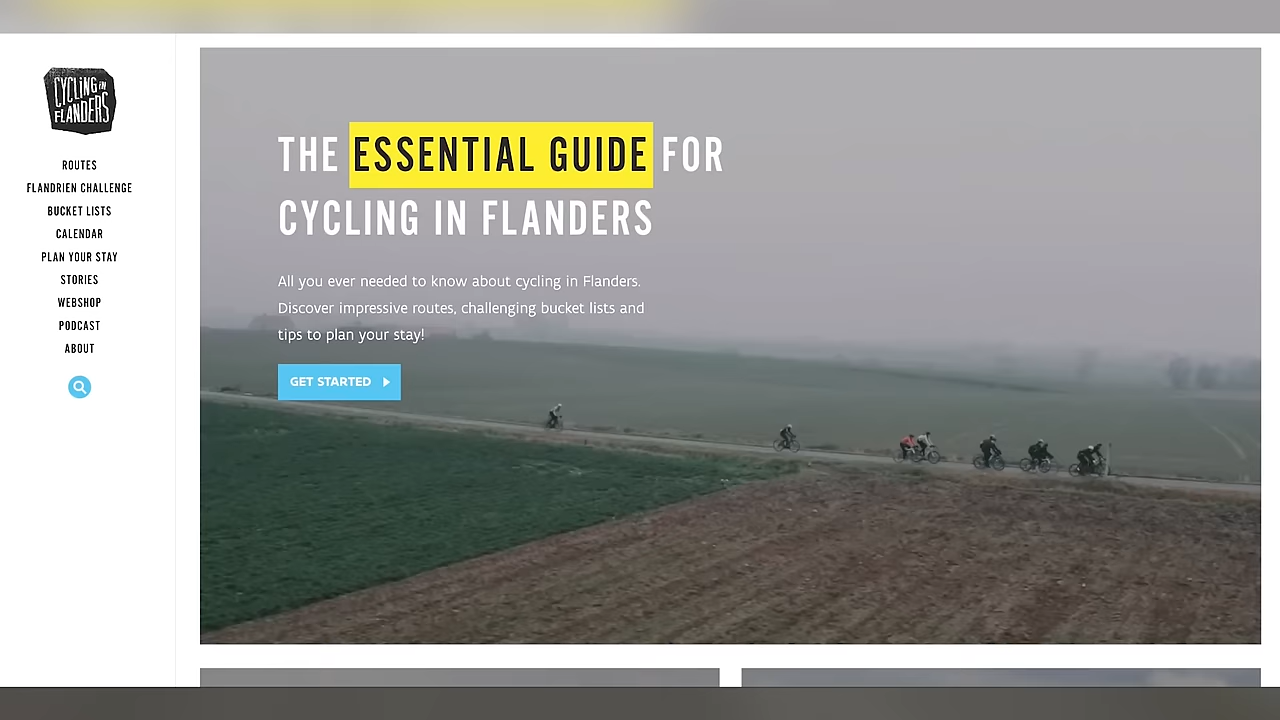 CYCLING IN
FLANDERS
ROUTES
FLANDRIEN CHALLENGE
BUCKET LISTS
CALENDAR
PLAN YOUR STAY
STORIES
WEBSHOP
PODCAST
ABOUT
THE ESSENTIAL GUIDE FOR
CYCLING IN FLANDERS
All you ever needed to know about cycling in Flanders.
Discover impressive routes, challenging bucket lists and
tips to plan your stay!
GET STARTED